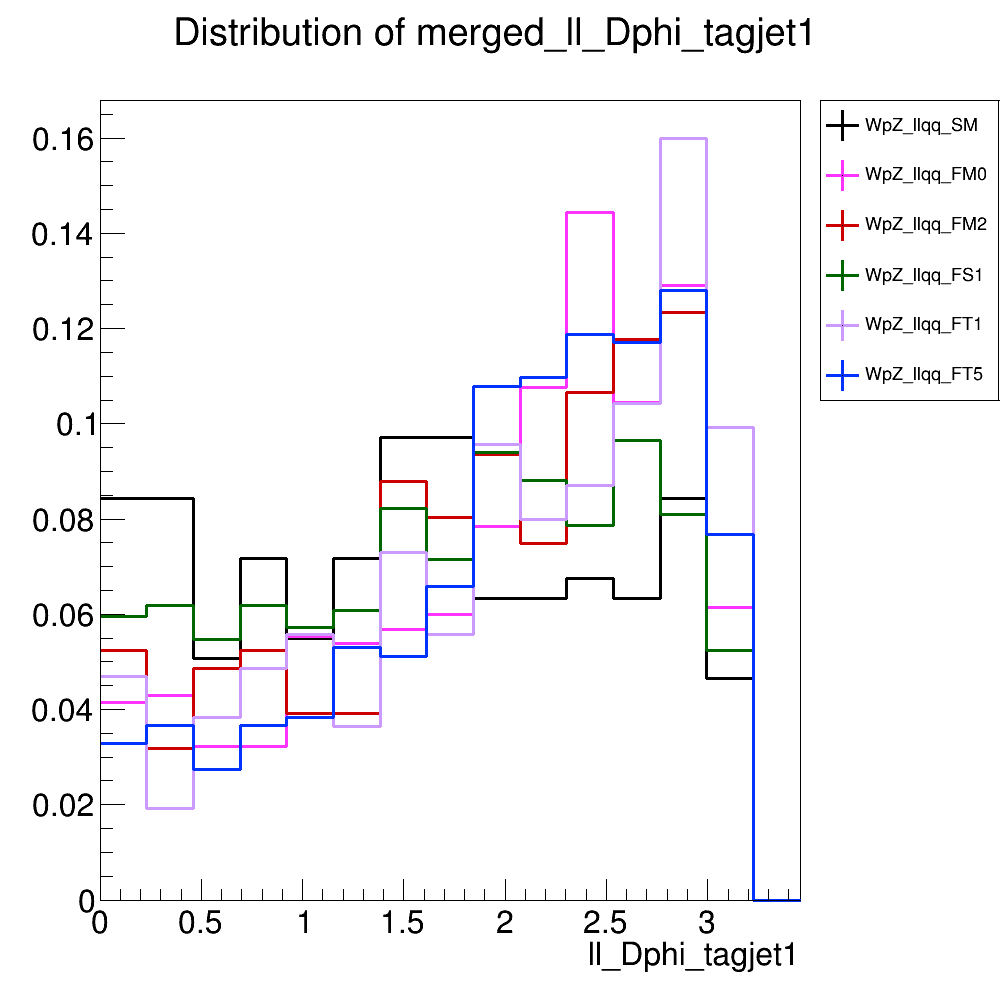 Distribution of merged_ll_Dphi_tagjet1
0.16
0.14
0.12
0.1
0.08
0.06
0.04
0.02
0
0 0.5 1 1.5 2 2.5 3
ll_Dphi_tagjet1
WpZ_llqq_SM
WpZ_llqq_FM0
WpZ_llqq_FM2
WpZ_llqq_FS1
WpZ_llqq_FT1
WpZ_llqq_FT5